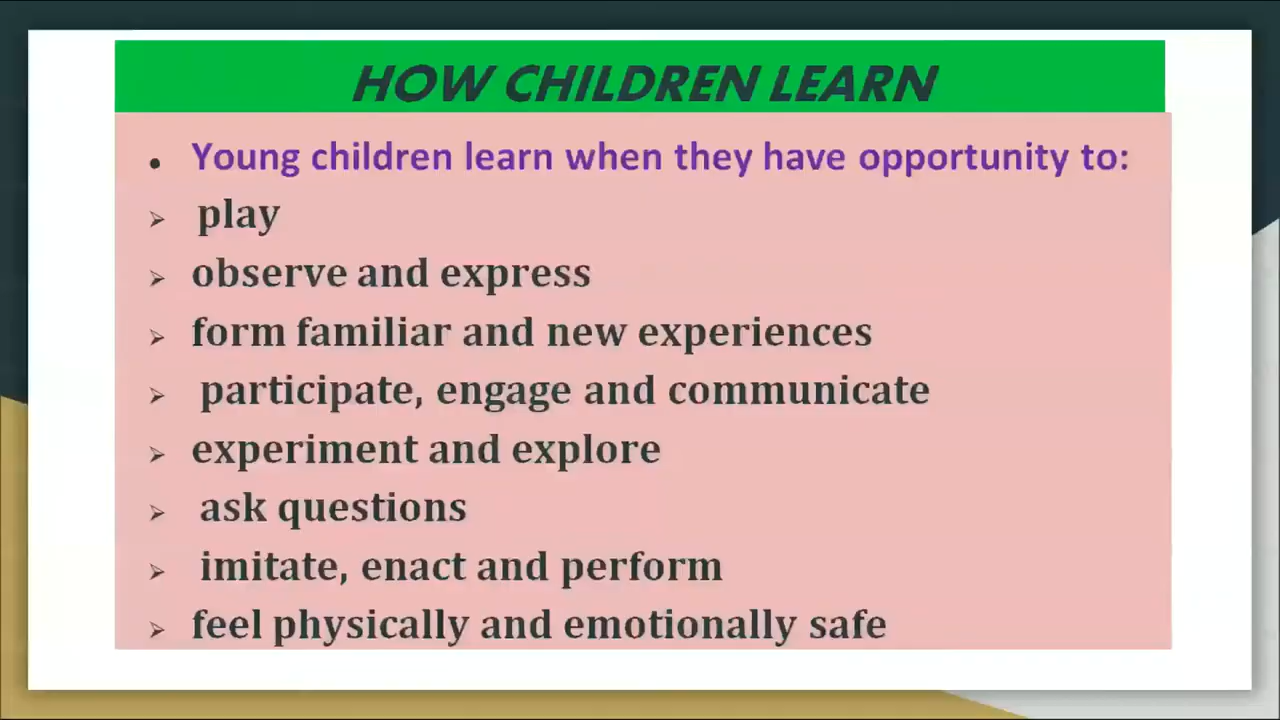 HOW CHILDREN LEARN
• Young children learn when they have opportunity to:
➢ play
➢ observe and express
➢ form familiar and new experiences
➢ participate, engage and communicate
➢ experiment and explore
➢ ask questions
➢ imitate, enact and perform
➢ feel physically and emotionally safe